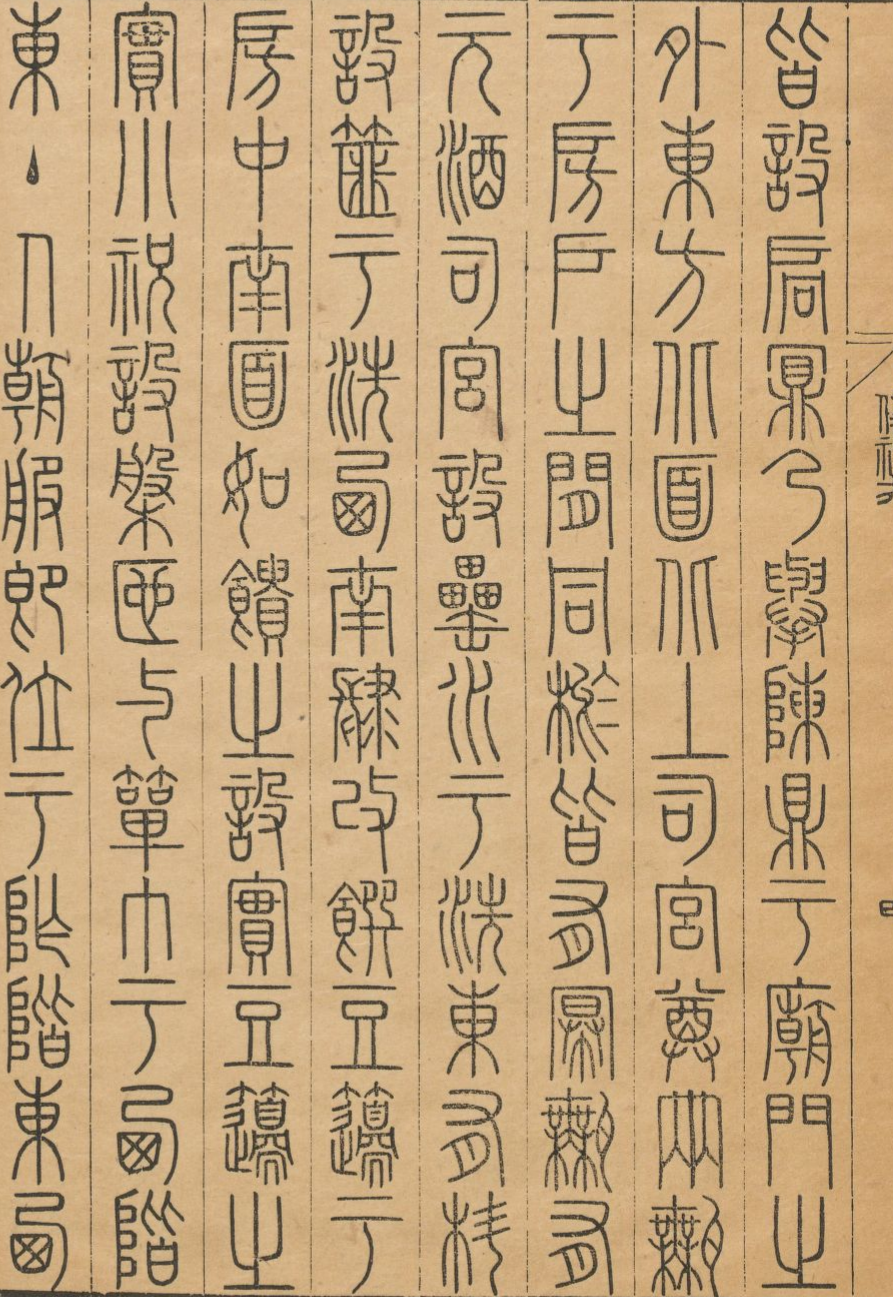 皆設扃鼏乃舉陳鼎于廟門之
外東方北面北上司宮尊兩甒
于房戶之間同棜皆有冪甒有
元酒司宮設罍水于洗東有枓
設篚于洗西南肆改饌豆籩于
房中南面如饋之設實豆籩之
實小祝設槃匜与簞巾于西階
東主人朝服即位于阼階東西